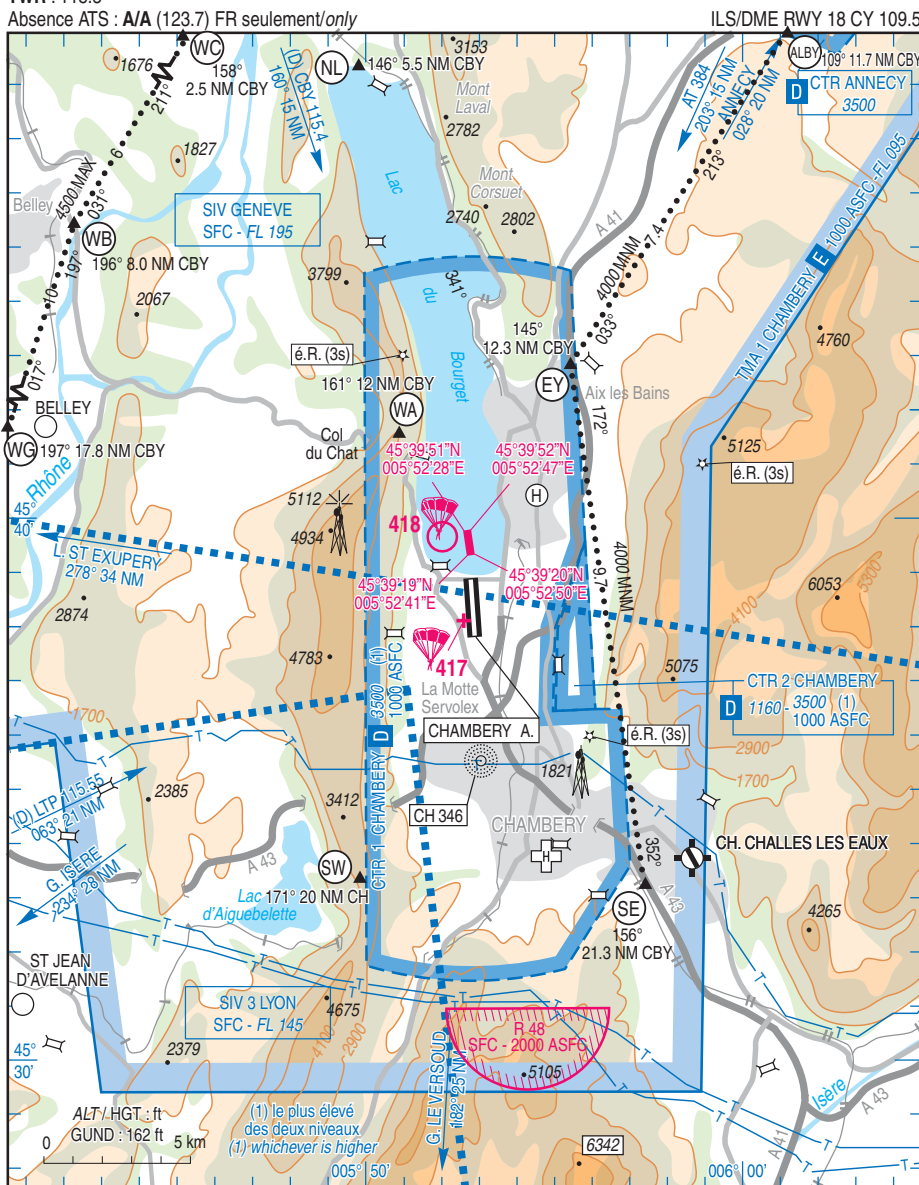 Absence ATS : A/A (123.7) FR seulement/only
ILS/DME RWY 18 CY 109.5
WC
158°
2.5 NM CBY
NL
146° 5.5 NM CBY
3153
ALBY
109° 11.7 NM CBY
D
CTR ANNECY
3500
1676
211°
(D) CBY 115.4
160° 15 NM
Mont
Laval
2782
AT 384
203° 15 NM
ANNECY
028° 20 NM
6
1827
213°
Lac
Mont
Corsuet
Belley
4500 MAX
031°
SIV GENEVE
SFC - FL 195
2740
2802
A 41
7.4
TMA 1 CHAMBERY E 1000 ASFC-FL 095
WB
196° 8.0 NM CBY
197°
3799
341°
4000 MNM
033°
10
2067
du
145°
12.3 NM CBY
4760
017°
é.R. (3s)
Bourget
EY
Aix les Bains
161° 12 NM CBY
WA
172°
BELLEY
WG
197° 17.8 NM CBY
Col
du Chat
5125
é.R. (3s)
45°39'51"N
005°52'28"E
45°39'52"N
005°52'47"E
Rhône
5112
H
45°
40'
418
4934
L. ST EXUPERY
278° 34 NM
4000 MNM
9.7
45°39'19"N
005°52'41"E
45°39'20"N
005°52'50"E
6053
5300
2874
4100
4783
417
5075
La Motte
Servolex
CTR 2 CHAMBERY
D
1160 - 3500 (1)
1000 ASFC
1700
CTR 1 CHAMBERY D 3500 (1)
1000 ASFC
CHAMBERY A.
é.R. (3s)
2900
1821
1700
(D) LTP 115.55
063° 21 NM
2385
3412
CH 346
CHAMBERY
CH. CHALLES LES EAUX
G. ISERE
234° 28 NM
A 43
H
352°
SW
171° 20 NM CH
Lac
d'Aiguebelette
SE
A 43
156°
21.3 NM CBY
4265
ST JEAN
D'AVELANNE
SIV 3 LYON
SFC - FL 145
4675
4100
2900
R 48
SFC - 2000 ASFC
45°
30'
2379
5105
G. LE VERSOUD
182° 25 NM
Isère
A 43
ALT / HGT : ft
GUND : 162 ft
(1) le plus élevé
des deux niveaux
(1) whichever is higher
0
5 km
6342
A 41
005° 50'
006° 00'